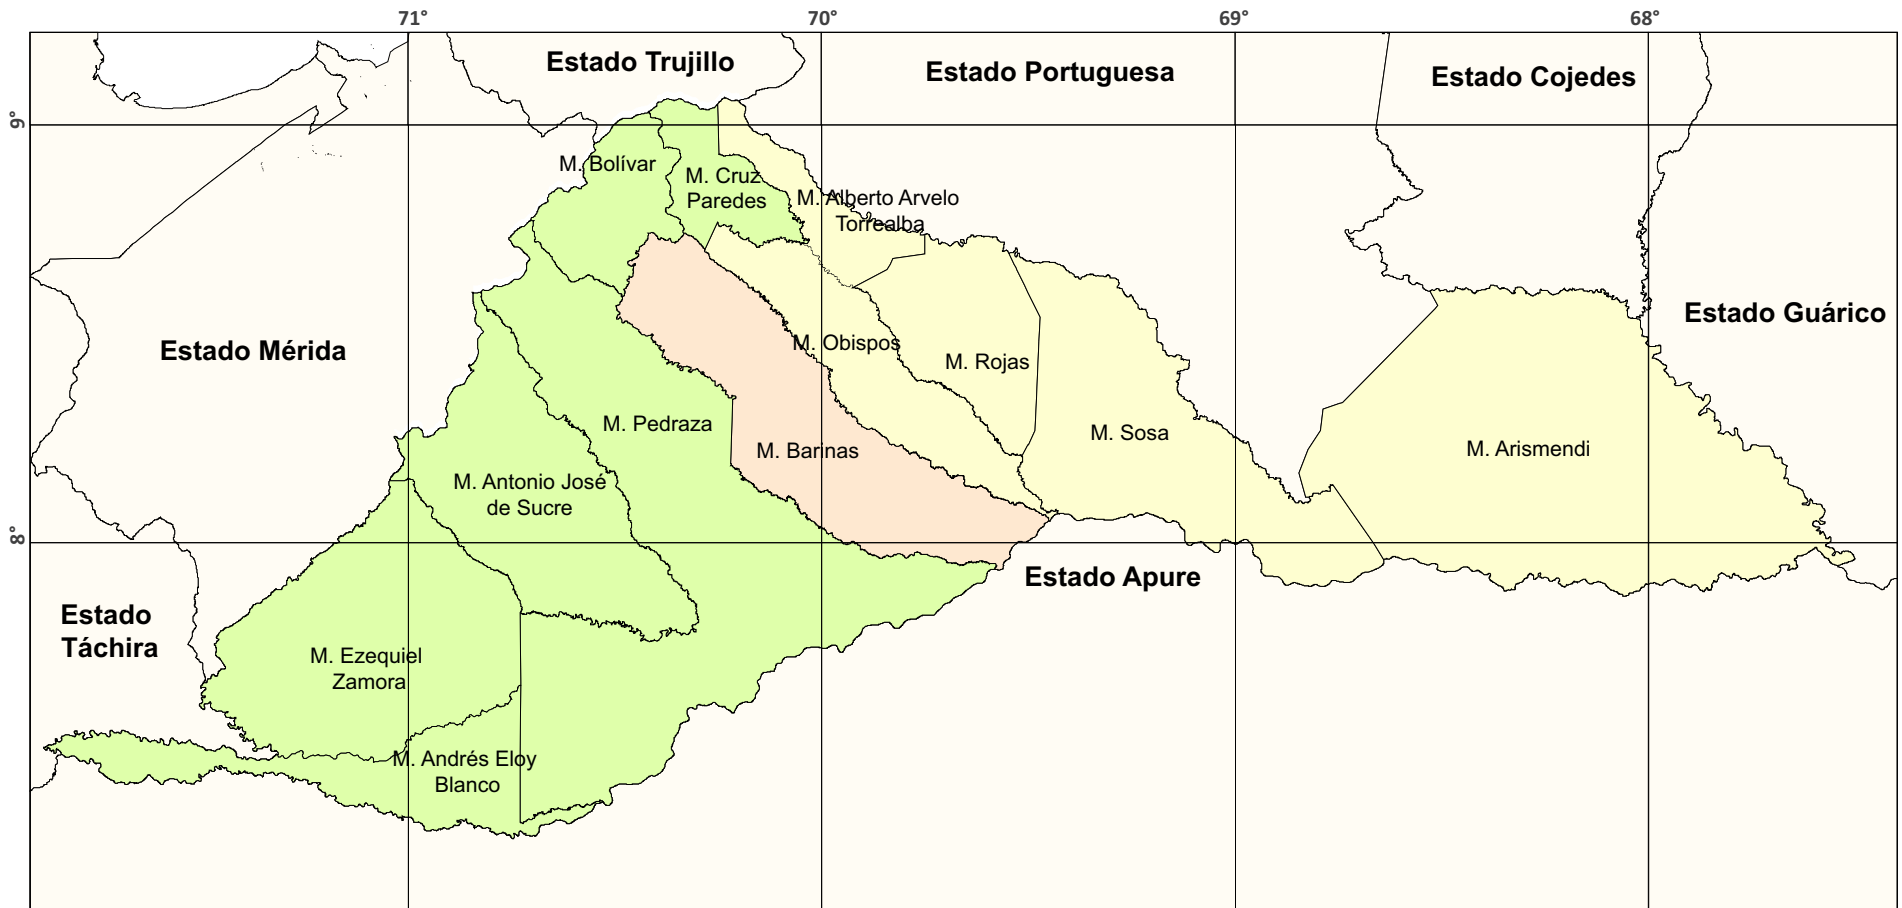 71°
70°
69°
68°
Estado Trujillo
Estado Portuguesa
Estado Cojedes
9°
M. Bolívar
M. Cruz
Paredes
M. Alberto Arvelo
Torrealba
Estado Guárico
Estado Mérida
M. Obispos
M. Rojas
M. Pedraza
M. Sosa
M. Barinas
M. Arismendi
M. Antonio José
de Sucre
8°
Estado Apure
Estado
Táchira
M. Ezequiel
Zamora
M. Andrés Eloy
Blanco